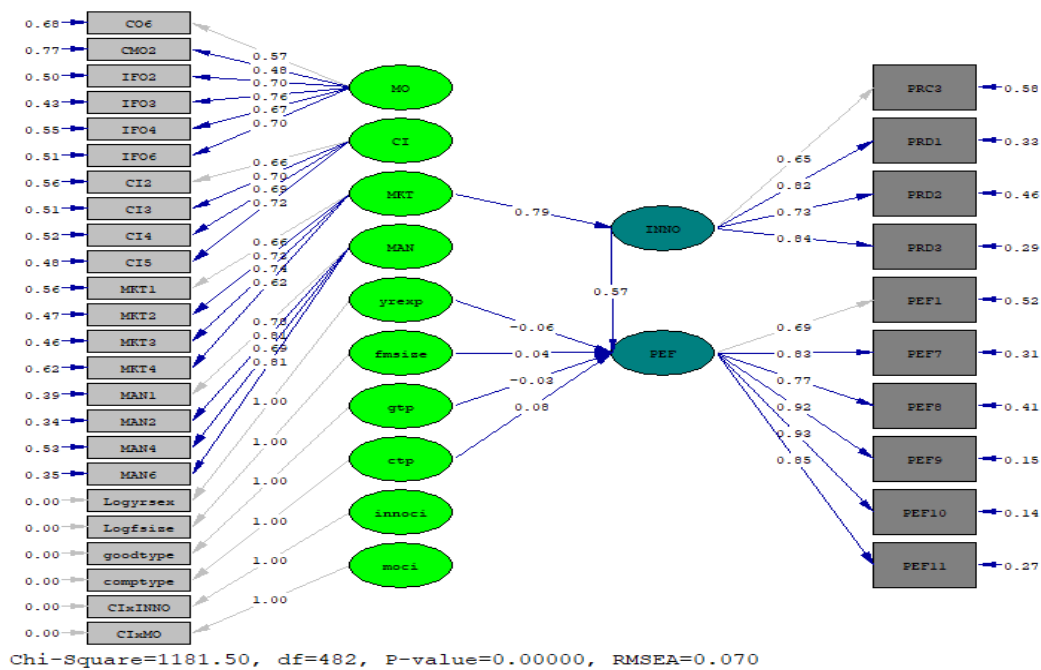 0.68 CO6
0.77 CMO2
0.50 IFO2
0.43 IFO3
0.55 IFO4
0.51 IFO6
0.56 CI2
0.51 CI3
0.52 CI4
0.48 CI5
0.56 MKT1
0.47 MKT2
0.46 MKT3
0.62 MKT4
0.39 MAN1
0.34 MAN2
0.53 MAN4
0.35 MAN6
0.00 Logyrsex
0.00 Logfsize
0.00 goodtype
0.00 comptype
0.00 CIxINNO
0.00 CIxMO
0.57
0.48
0.70
0.76
0.67
0.70
0.66
0.70
0.69
0.72
0.66
0.73
0.74
0.62
0.78
0.81
0.81
1.00
1.00
1.00
1.00
1.00
1.00
MO
CI
MKT
MAN
yrexp
fmsize
gtp
ctp
innoci
moci
0.79
-0.06
0.04
-0.03
0.08
INNO
0.57
PEF
0.65
0.82
0.73
0.84
0.69
0.83
0.77
0.92
0.93
0.85
PRC3 0.58
PRD1 0.33
PRD2 0.46
PRD3 0.29
PEF1 0.52
PEF7 0.31
PEF8 0.41
PEF9 0.15
PEF10 0.14
PEF11 0.27
Chi-Square=1181.50, df=482, P-value=0.00000, RMSEA=0.070